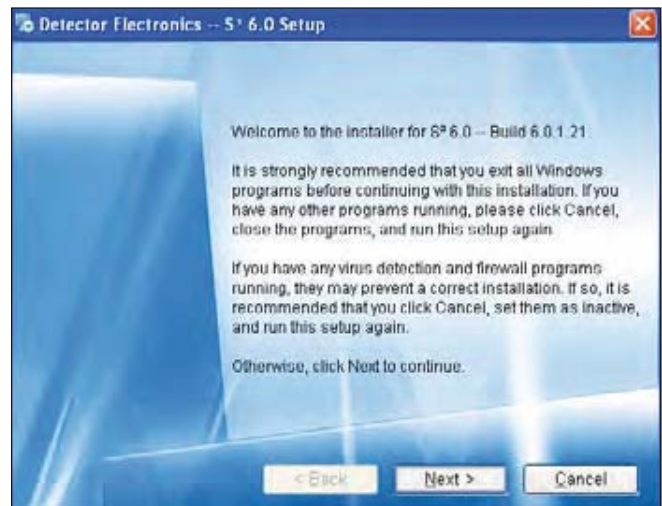 Detector Electronics -- S³ 6.0 Setup
Welcome to the installer for S³ 6.0 -- Build 6.0.1.21.
It is strongly recommended that you exit all Windows
programs before continuing with this installation. If you
have any other programs running, please click Cancel,
close the programs, and run this setup again.
If you have any virus detection and firewall programs
running, they may prevent a correct installation. If so, it is
recommended that you click Cancel, set them as inactive,
and run this setup again.
Otherwise, click Next to continue.
< Back
Next >
Cancel